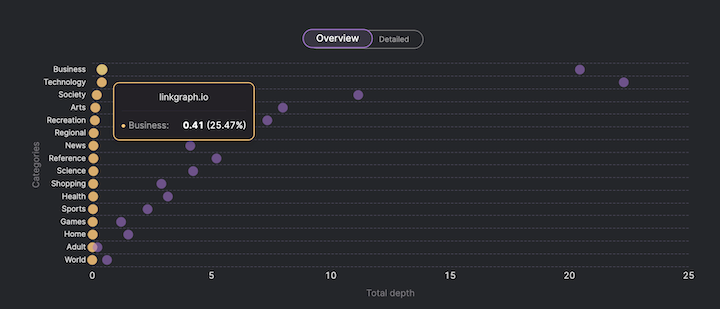 Overview Detailed
Business
Technology
Society
Arts
Recreation
Regional
News
Reference
Science
Shopping
Health
Sports
Games
Home
Adult
World
Categories
linkgraph.io
Business: 0.41 (25.47%)
0 5 10 15 20 25
Total depth